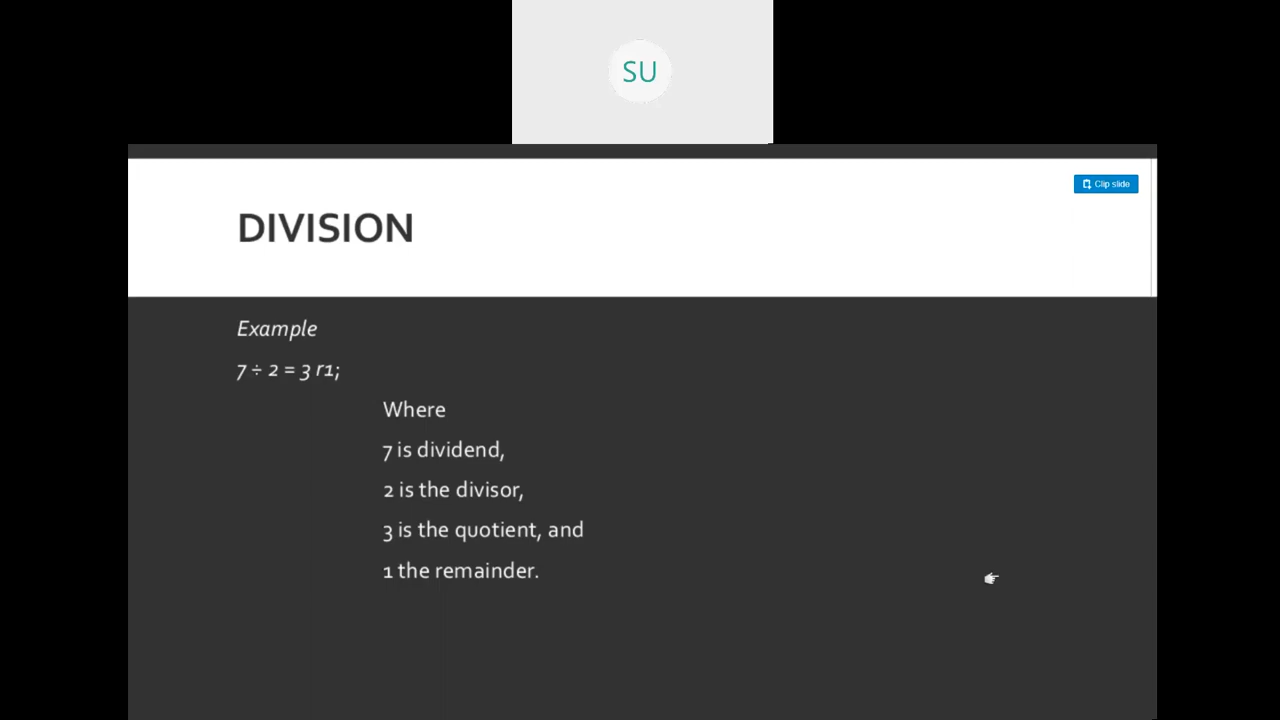 SU
Clip slide
DIVISION
Example
7 ÷ 2 = 3 r1;
Where
7 is dividend,
2 is the divisor,
3 is the quotient, and
1 the remainder.